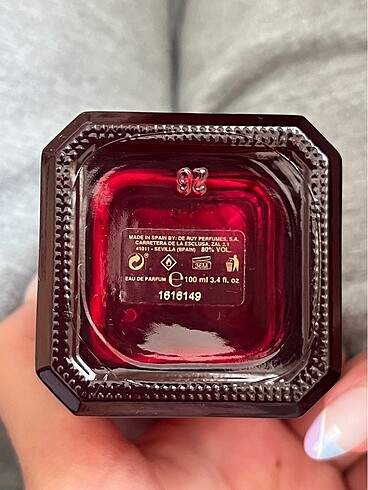 MADE IN SPAIN BY: DE RUY PERFUMES, S.A.
CARRETERA DE LA ESCLUSA, ZAL 3.1
41011 - SEVILLA (SPAIN) 80% VOL.
36M
EAU DE PARFUM e 100 ml 3.4 fl. oz
1616149